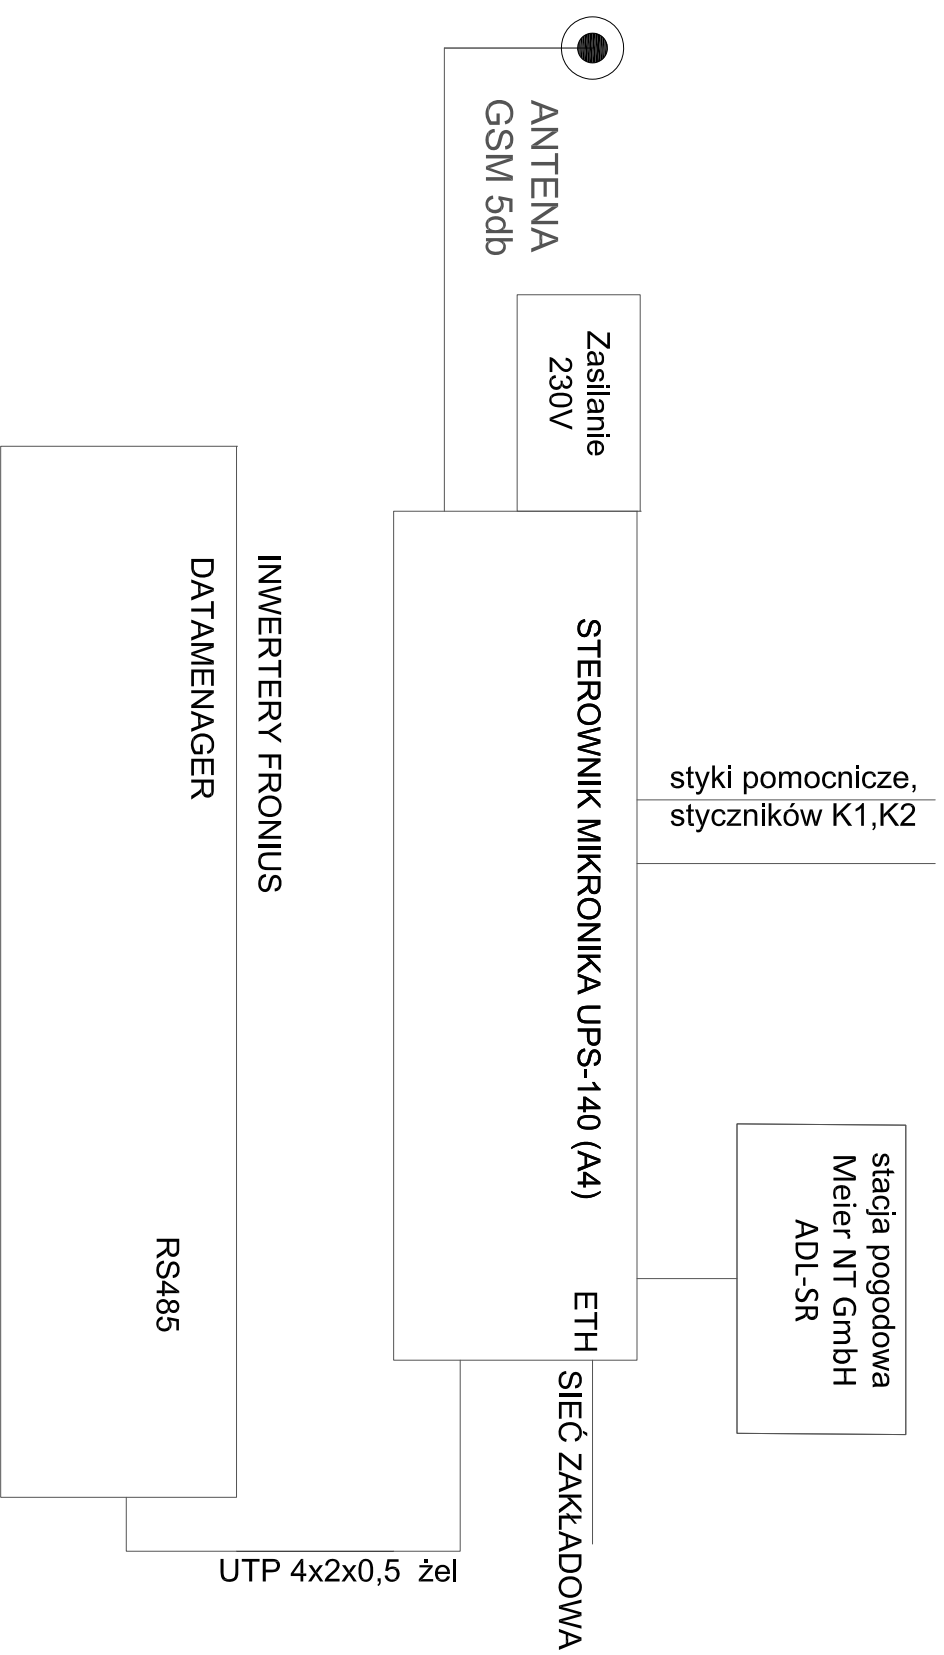 ANTENA
GSM 5db
Zasilanie
230V
styki pomocnicze,
styczników K1,K2
STEROWNIK MIKRONIKA UPS-140 (A4)
stacja pogodowa
Meier NT GmbH
ADL-SR
ETH
SIEĆ ZAKŁADOWA
INWERTERY FRONIUS
DATAMENAGER
RS485
UTP 4x2x0,5 żel